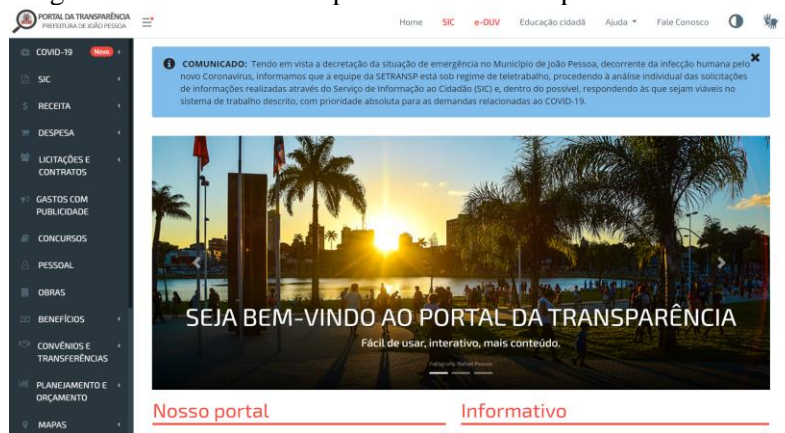 PORTAL DA TRANSPARÊNCIA
PREFEITURA DE JOÃO PESSOA
Home SIC e-OUV Educação cidadã Ajuda Fale Conosco
COVID-19 Novo
SIC
RECEITA
DESPESA
LICITAÇÕES E
CONTRATOS
GASTOS COM
PUBLICIDADE
CONCURSOS
PESSOAL
OBRAS
BENEFÍCIOS
CONVÊNIOS E
TRANSFERÊNCIAS
PLANEJAMENTO E
ORÇAMENTO
MAPAS
COMUNICADO: Tendo em vista a decretação da situação de emergência no Município de João Pessoa, decorrente da infecção humana pelo
novo Coronavírus, informamos que a equipe da SETRANSP está sob regime de teletrabalho, procedendo à análise individual das solicitações
de informações realizadas através do Serviço de Informação ao Cidadão (SIC) e, dentro do possível, respondendo às que sejam viáveis no
sistema de trabalho descrito, com prioridade absoluta para as demandas relacionadas ao COVID-19.
SEJA BEM-VINDO AO PORTAL DA TRANSPARÊNCIA
Fácil de usar, interativo, mais conteúdo.
Nosso portal
Informativo